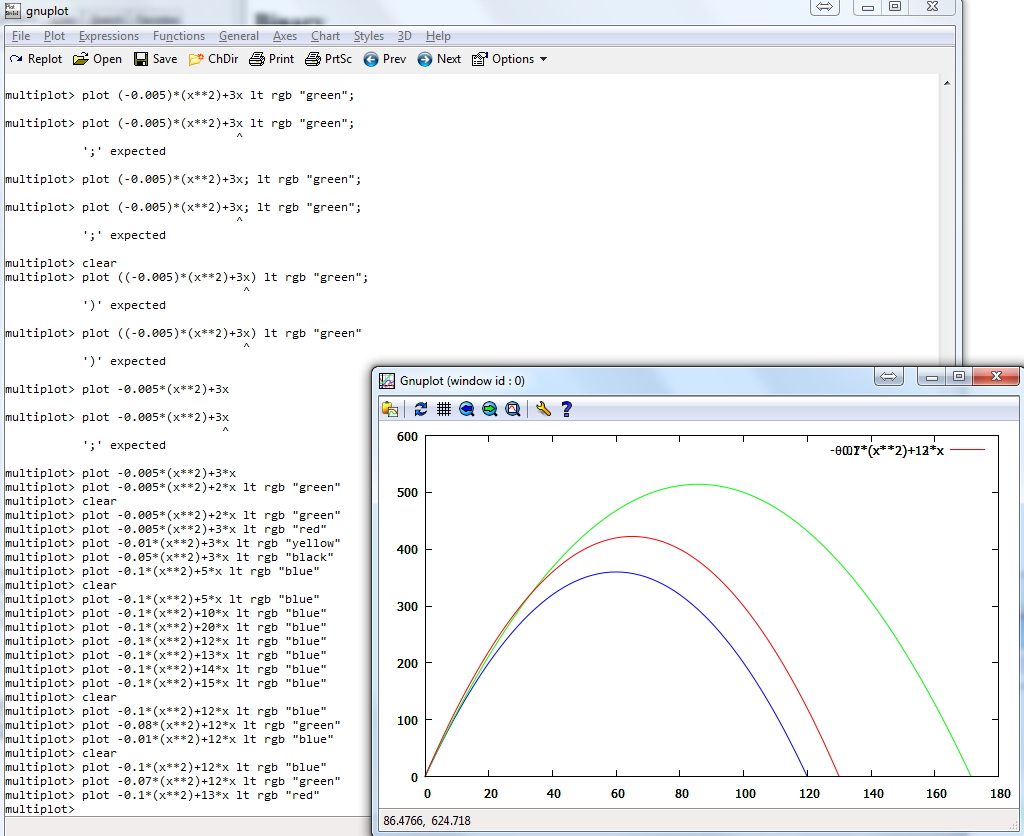 gnuplot
File Plot Expressions Functions General Axes Chart Styles 3D Help
Replot Open Save ChDir Print PrtSc Prev Next Options
multiplot> plot (-0.005)*(x**2)+3x lt rgb "green";
multiplot> plot (-0.005)*(x**2)+3x lt rgb "green";
^
';' expected
multiplot> plot (-0.005)*(x**2)+3x; lt rgb "green";
multiplot> plot (-0.005)*(x**2)+3x; lt rgb "green";
^
';' expected
multiplot> clear
multiplot> plot ((-0.005)*(x**2)+3x) lt rgb "green";
^
')' expected
multiplot> plot ((-0.005)*(x**2)+3x) lt rgb "green"
^
')' expected
multiplot> plot -0.005*(x**2)+3x
multiplot> plot -0.005*(x**2)+3x
^
';' expected
multiplot> plot -0.005*(x**2)+3*x
multiplot> plot -0.005*(x**2)+2*x lt rgb "green"
multiplot> clear
multiplot> plot -0.005*(x**2)+2*x lt rgb "green"
multiplot> plot -0.005*(x**2)+3*x lt rgb "red"
multiplot> plot -0.01*(x**2)+3*x lt rgb "yellow"
multiplot> plot -0.05*(x**2)+3*x lt rgb "black"
multiplot> plot -0.1*(x**2)+5*x lt rgb "blue"
multiplot> clear
multiplot> plot -0.1*(x**2)+5*x lt rgb "blue"
multiplot> plot -0.1*(x**2)+10*x lt rgb "blue"
multiplot> plot -0.1*(x**2)+20*x lt rgb "blue"
multiplot> plot -0.1*(x**2)+12*x lt rgb "blue"
multiplot> plot -0.1*(x**2)+13*x lt rgb "blue"
multiplot> plot -0.1*(x**2)+14*x lt rgb "blue"
multiplot> plot -0.1*(x**2)+15*x lt rgb "blue"
multiplot> clear
multiplot> plot -0.1*(x**2)+12*x lt rgb "blue"
multiplot> plot -0.08*(x**2)+12*x lt rgb "green"
multiplot> plot -0.01*(x**2)+12*x lt rgb "blue"
multiplot> clear
multiplot> plot -0.1*(x**2)+12*x lt rgb "blue"
multiplot> plot -0.07*(x**2)+12*x lt rgb "green"
multiplot> plot -0.1*(x**2)+13*x lt rgb "red"
multiplot>
Gnuplot (window id : 0)
600
500
400
300
200
100
0
0 20 40 60 80 100 120 140 160 180
86.4766, 624.718